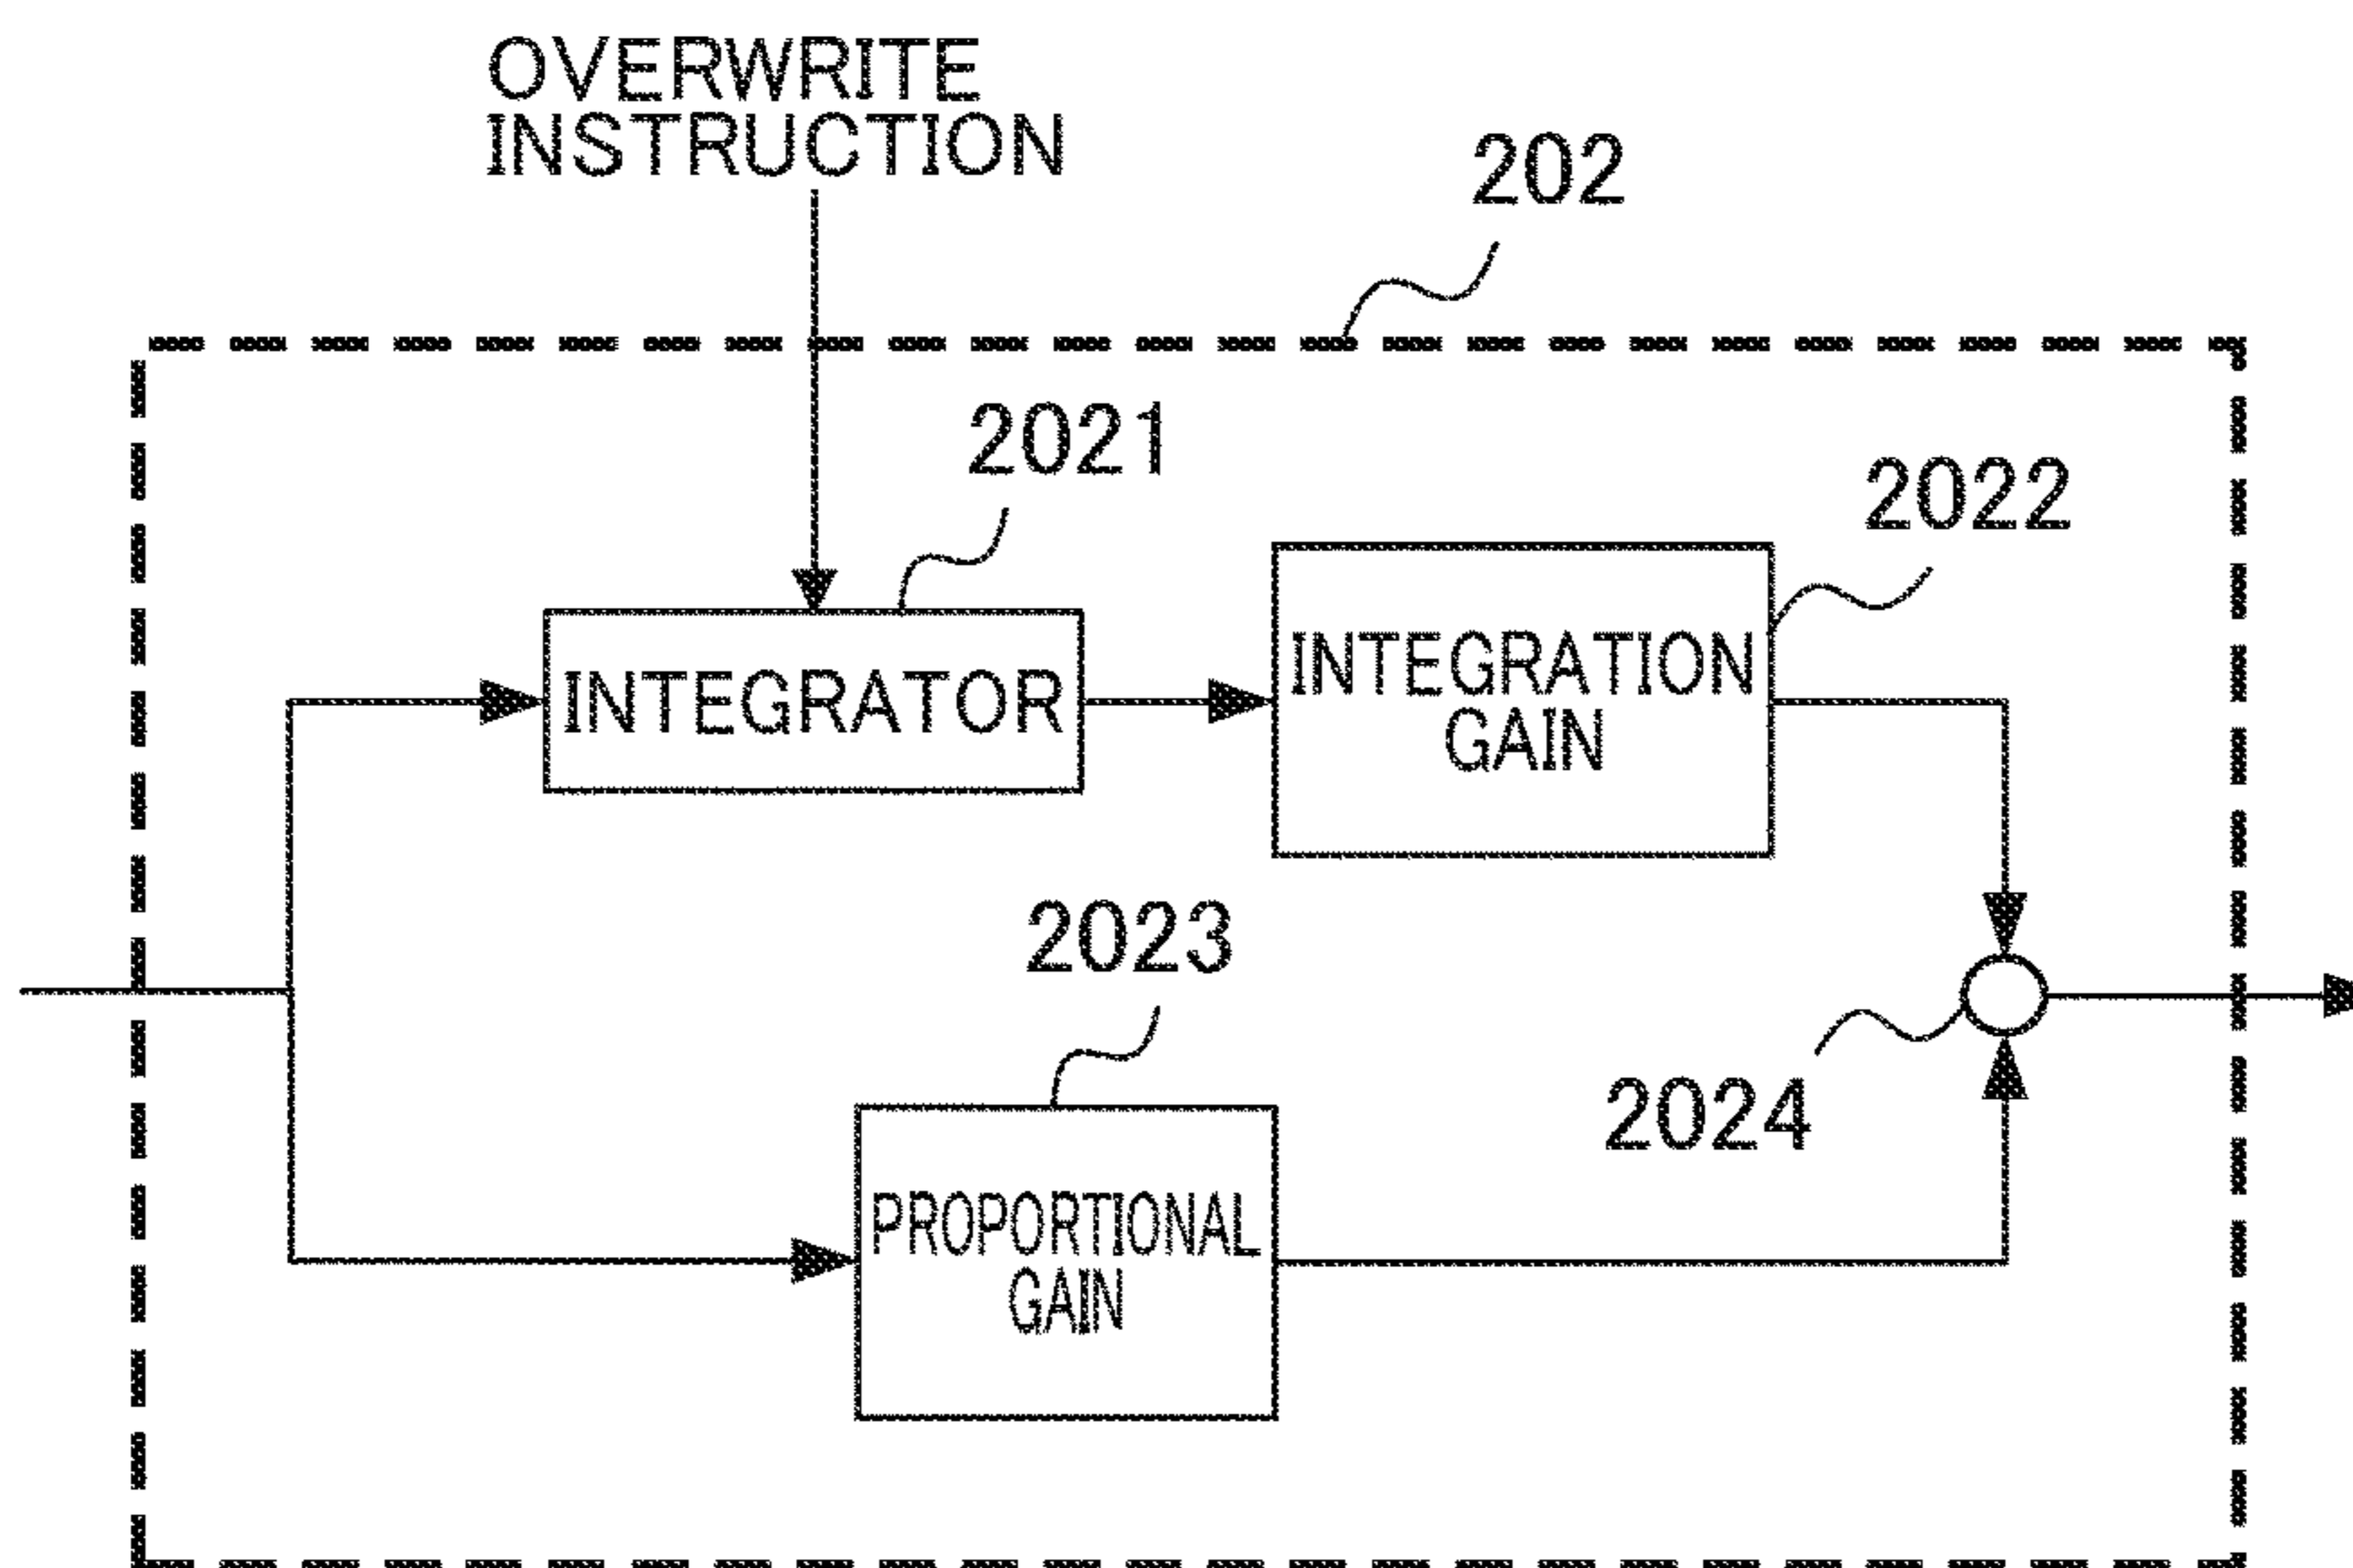 OVERWRITE
INSTRUCTION
202
2021
2022
INTEGRATOR
INTEGRATION
GAIN
2023
2024
PROPORTIONAL
GAIN